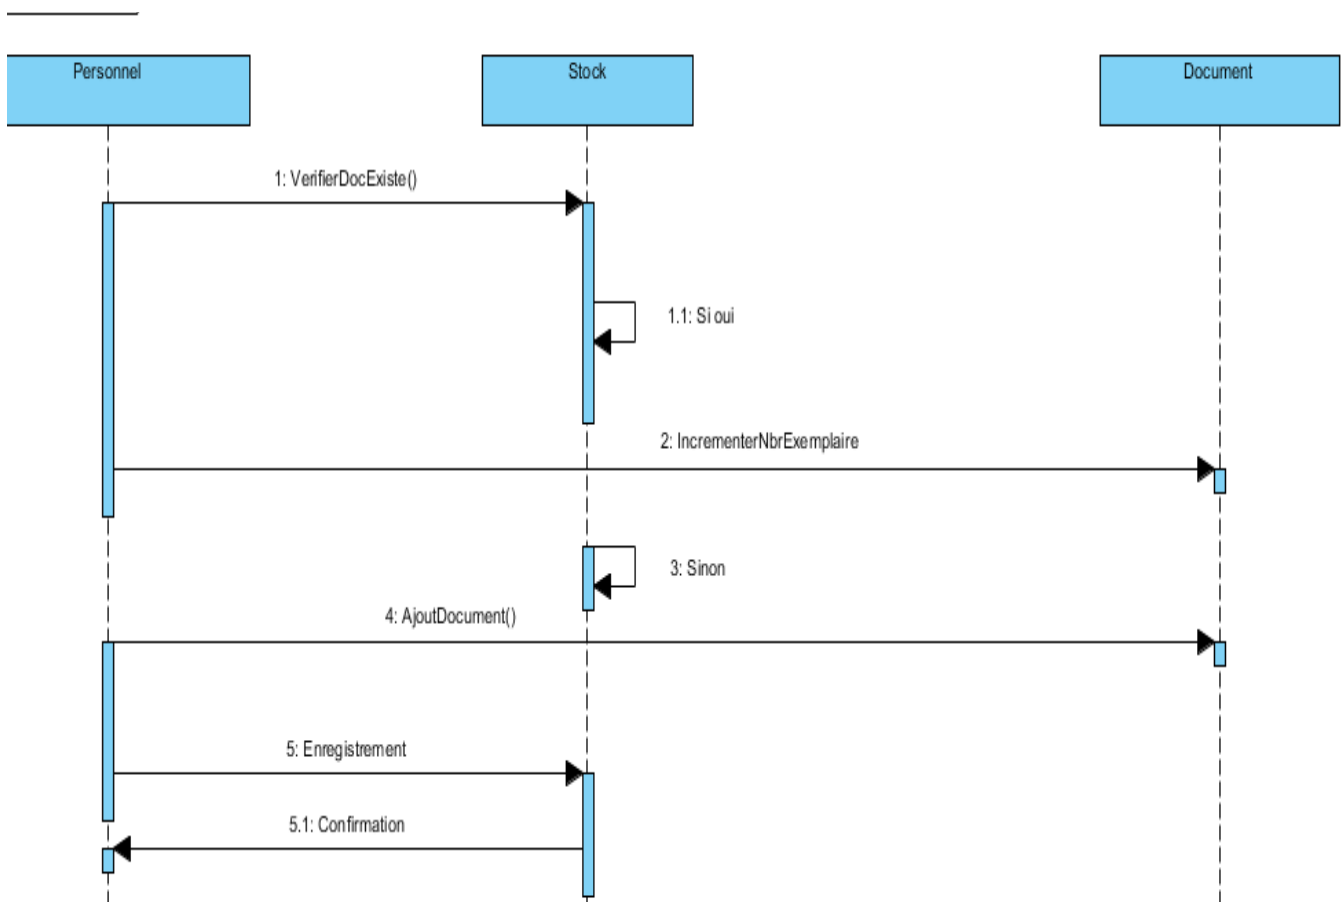 Personnel
Stock
Document
1: VerifierDocExiste()
1.1: Si oui
2: IncrementerNbrExemplaire
3: Sinon
4: AjoutDocument()
5: Enregistrement
5.1: Confirmation